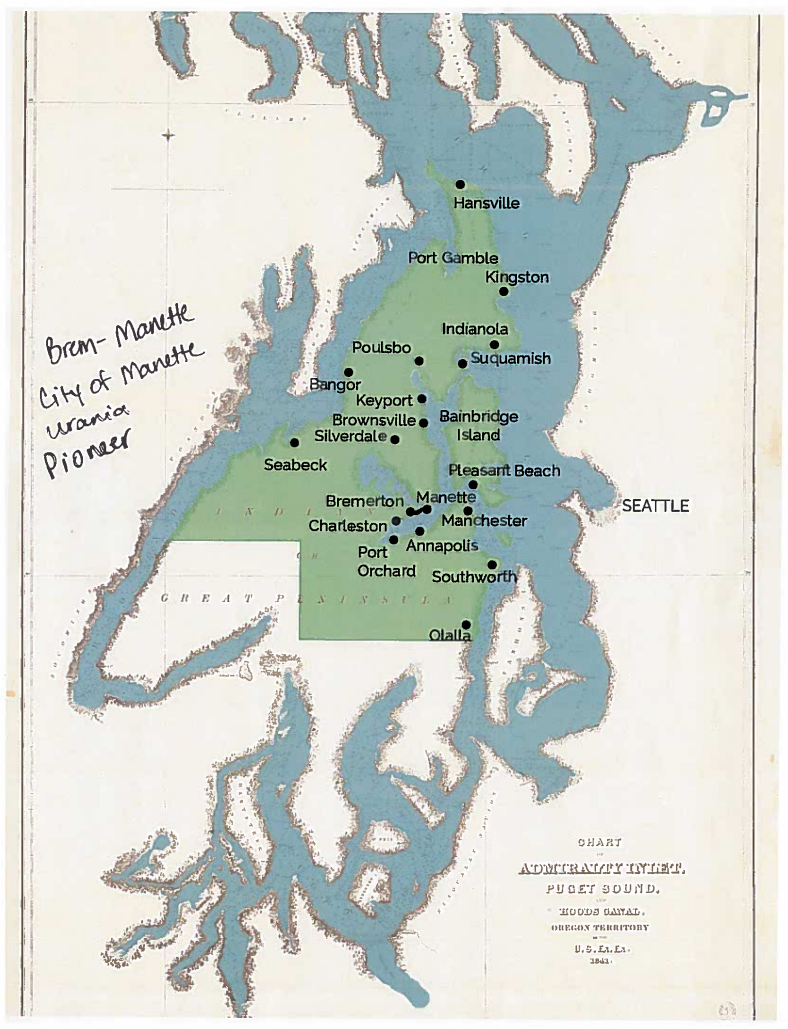 Hansville
Port Gamble
Kingston
Indianola
Poulsbo
Suquamish
Bangor
Keyport
Brownsville
Bainbridge
Island
Silverdale
Seabeck
Pleasant Beach
Bremerton
Manette
SEATTLE
Charleston
Manchester
Annapolis
Port
Orchard
Southworth
Olalla
Brem-Manette
City of Manette
urania
Pioneer
GREAT PENINSULA
CHART
OF
ADMIRALTY INLET,
PUGET SOUND,
AND
HOODS CANAL,
OREGON TERRITORY
BY THE
U.S.EX.EX.
1841.